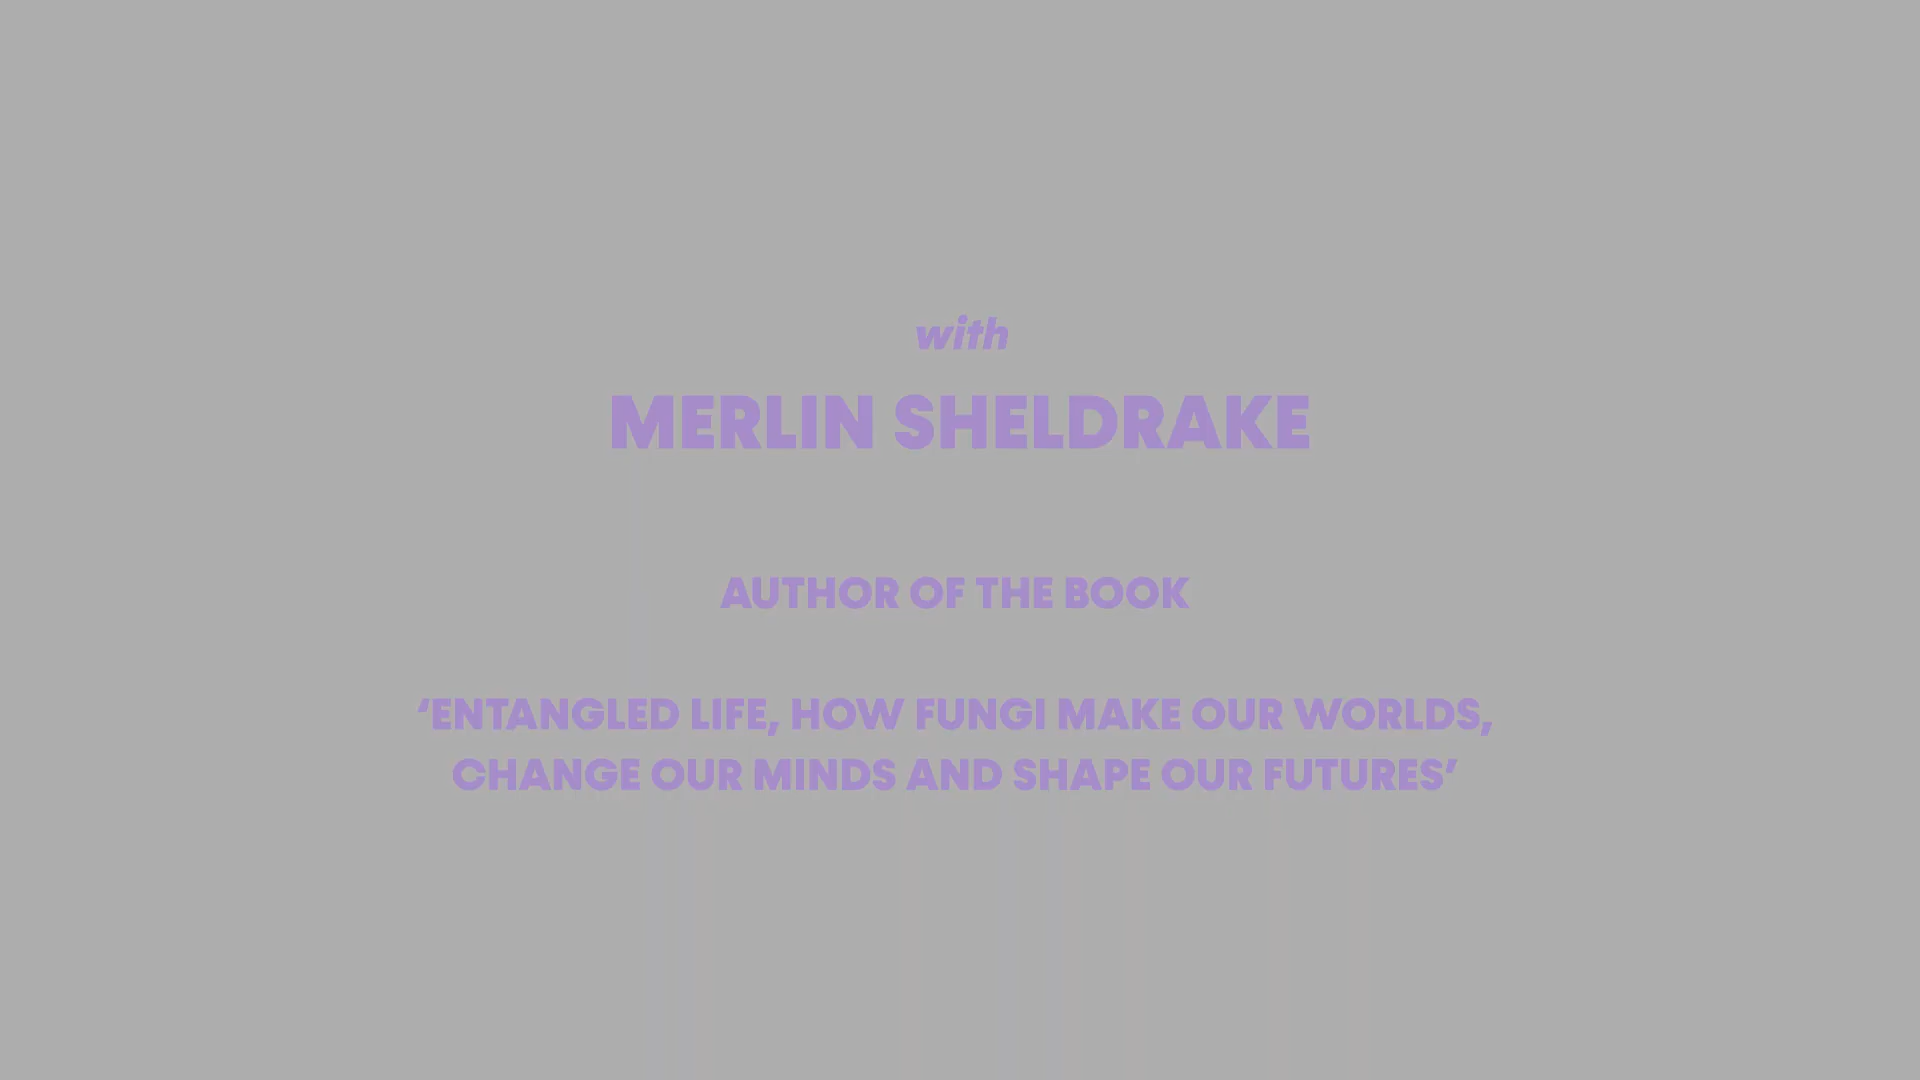 with
MERLIN SHELDRAKE
AUTHOR OF THE BOOK
‘ENTANGLED LIFE, HOW FUNGI MAKE OUR WORLDS,
CHANGE OUR MINDS AND SHAPE OUR FUTURES’